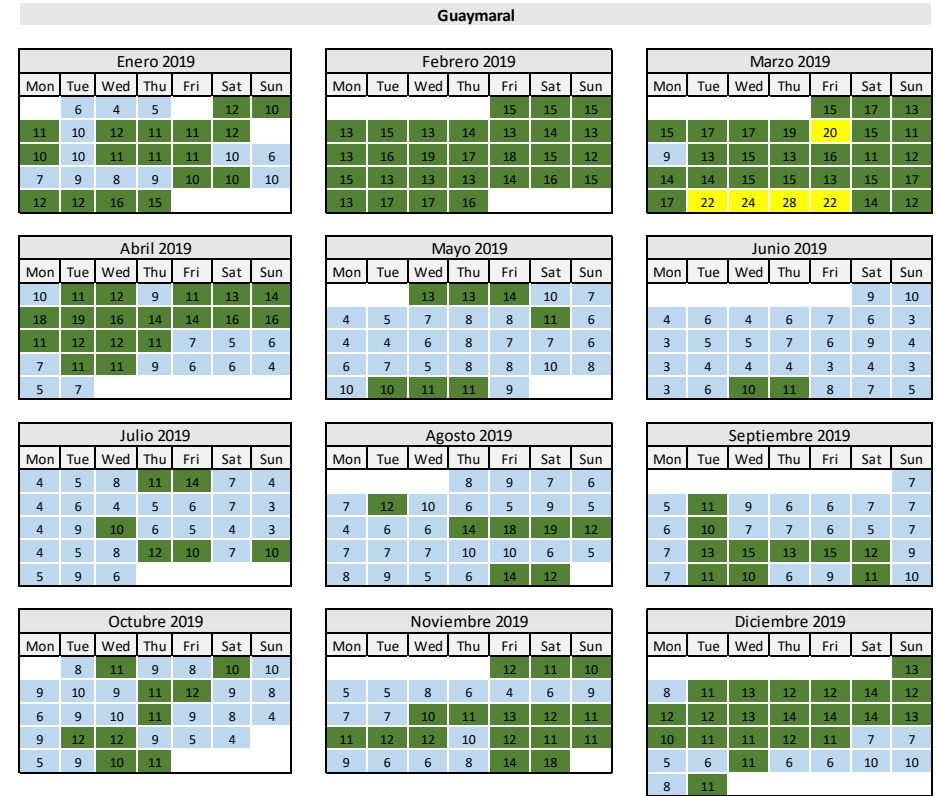 Guaymaral
Enero 2019 Febrero 2019 Marzo 2019
Mon Tue Wed Thu Fri Sat Sun Mon Tue Wed Thu Fri Sat Sun Mon Tue Wed Thu Fri Sat Sun
6 4 5 12 10 15 15 15 15 17 13
11 10 12 11 11 12 13 15 13 14 13 14 13 15 17 17 19 20 15 11
10 10 11 11 11 10 6 13 16 19 17 18 15 12 9 13 15 13 16 11 12
7 9 8 9 10 10 10 15 13 13 13 14 16 15 14 14 15 15 13 15 17
12 12 16 15 13 17 17 16 17 22 24 28 22 14 12
Abril 2019 Mayo 2019 Junio 2019
Mon Tue Wed Thu Fri Sat Sun Mon Tue Wed Thu Fri Sat Sun Mon Tue Wed Thu Fri Sat Sun
10 11 12 9 11 13 14 13 13 14 10 7 9 10
18 19 16 14 14 16 16 4 5 7 8 8 11 6 4 6 4 6 7 6 3
11 12 12 11 7 5 6 4 4 6 8 7 7 6 3 5 5 7 6 9 4
7 11 11 9 6 6 4 6 7 5 8 8 10 8 3 4 4 4 3 4 3
5 7 10 10 11 11 9 3 6 10 11 8 7 5
Julio 2019 Agosto 2019 Septiembre 2019
Mon Tue Wed Thu Fri Sat Sun Mon Tue Wed Thu Fri Sat Sun Mon Tue Wed Thu Fri Sat Sun
4 5 8 11 14 7 4 8 9 7 6 7
4 6 4 5 6 7 3 7 12 10 6 5 9 5 5 11 9 6 6 7 7
4 9 10 6 5 4 3 4 6 6 14 18 19 12 6 10 7 7 6 5 7
4 5 8 12 10 7 10 7 7 7 10 10 6 5 7 13 15 13 15 12 9
5 9 6 8 9 5 6 14 12 7 11 10 6 9 11 10
Octubre 2019 Noviembre 2019 Diciembre 2019
Mon Tue Wed Thu Fri Sat Sun Mon Tue Wed Thu Fri Sat Sun Mon Tue Wed Thu Fri Sat Sun
8 11 9 8 10 10 12 11 10 13
9 10 9 11 12 9 8 5 5 8 6 4 6 9 8 11 13 12 12 14 12
6 9 10 11 9 8 4 7 7 10 11 13 12 11 12 12 13 14 14 14 13
9 12 12 9 5 4 11 12 12 10 12 11 11 10 11 11 12 11 7 7
5 9 10 11 9 6 6 8 14 18 5 6 11 6 6 10 10
8 11